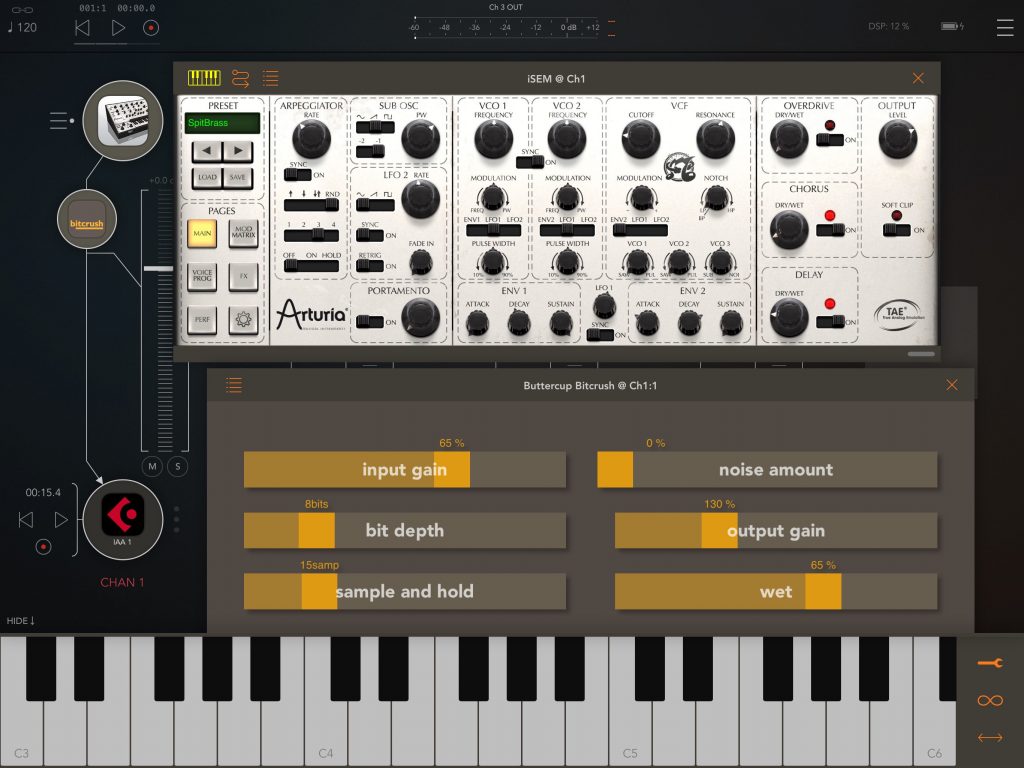 001:1 00:00.0
♩ 120
Ch 3 OUT
-60 -48 -36 -24 -12 0 dB +12
DSP: 12 %
iSEM @ Ch1
PRESET
SpitBrass
LOAD SAVE
PAGES
MAIN MOD MATRIX
VOICE PROG FX
PERF
ARPEGGIATOR
RATE
SYNC
ON
RND
1 2 3 4
OFF ON HOLD
Arturia
SUB OSC
PW
-2 -1
LFO 2 RATE
SYNC
ON
FADE IN
RETRIG
ON
PORTAMENTO
ON
VCO 1
FREQUENCY
SYNC
ON
MODULATION
FREQ PW
ENV1 LFO1 LFO2
PULSE WIDTH
10% 90%
VCO 2
FREQUENCY
MODULATION
FREQ PW
ENV2 LFO1 LFO2
PULSE WIDTH
10% 90%
VCF
CUTOFF RESONANCE
MODULATION NOTCH
LP HP
BP
ENV2 LFO1 LFO2
VCO 1 VCO 2 VCO 3
SAW PUL SAW PUL SUB NOI
ENV 1
ATTACK DECAY SUSTAIN
LFO 1
SYNC
ON
ENV 2
ATTACK DECAY SUSTAIN
OVERDRIVE
DRY/WET
ON
CHORUS
DRY/WET
ON
DELAY
DRY/WET
ON
OUTPUT
LEVEL
SOFT CLIP
ON
TAE®
True Analog Emulation
bitcrush
+0.0
M S
00:15.4
IAA 1
CHAN 1
HIDE↓
Buttercup Bitcrush @ Ch1:1
65 %
input gain
0 %
noise amount
8bits
bit depth
130 %
output gain
15samp
sample and hold
65 %
wet
C3 C4 C5 C6